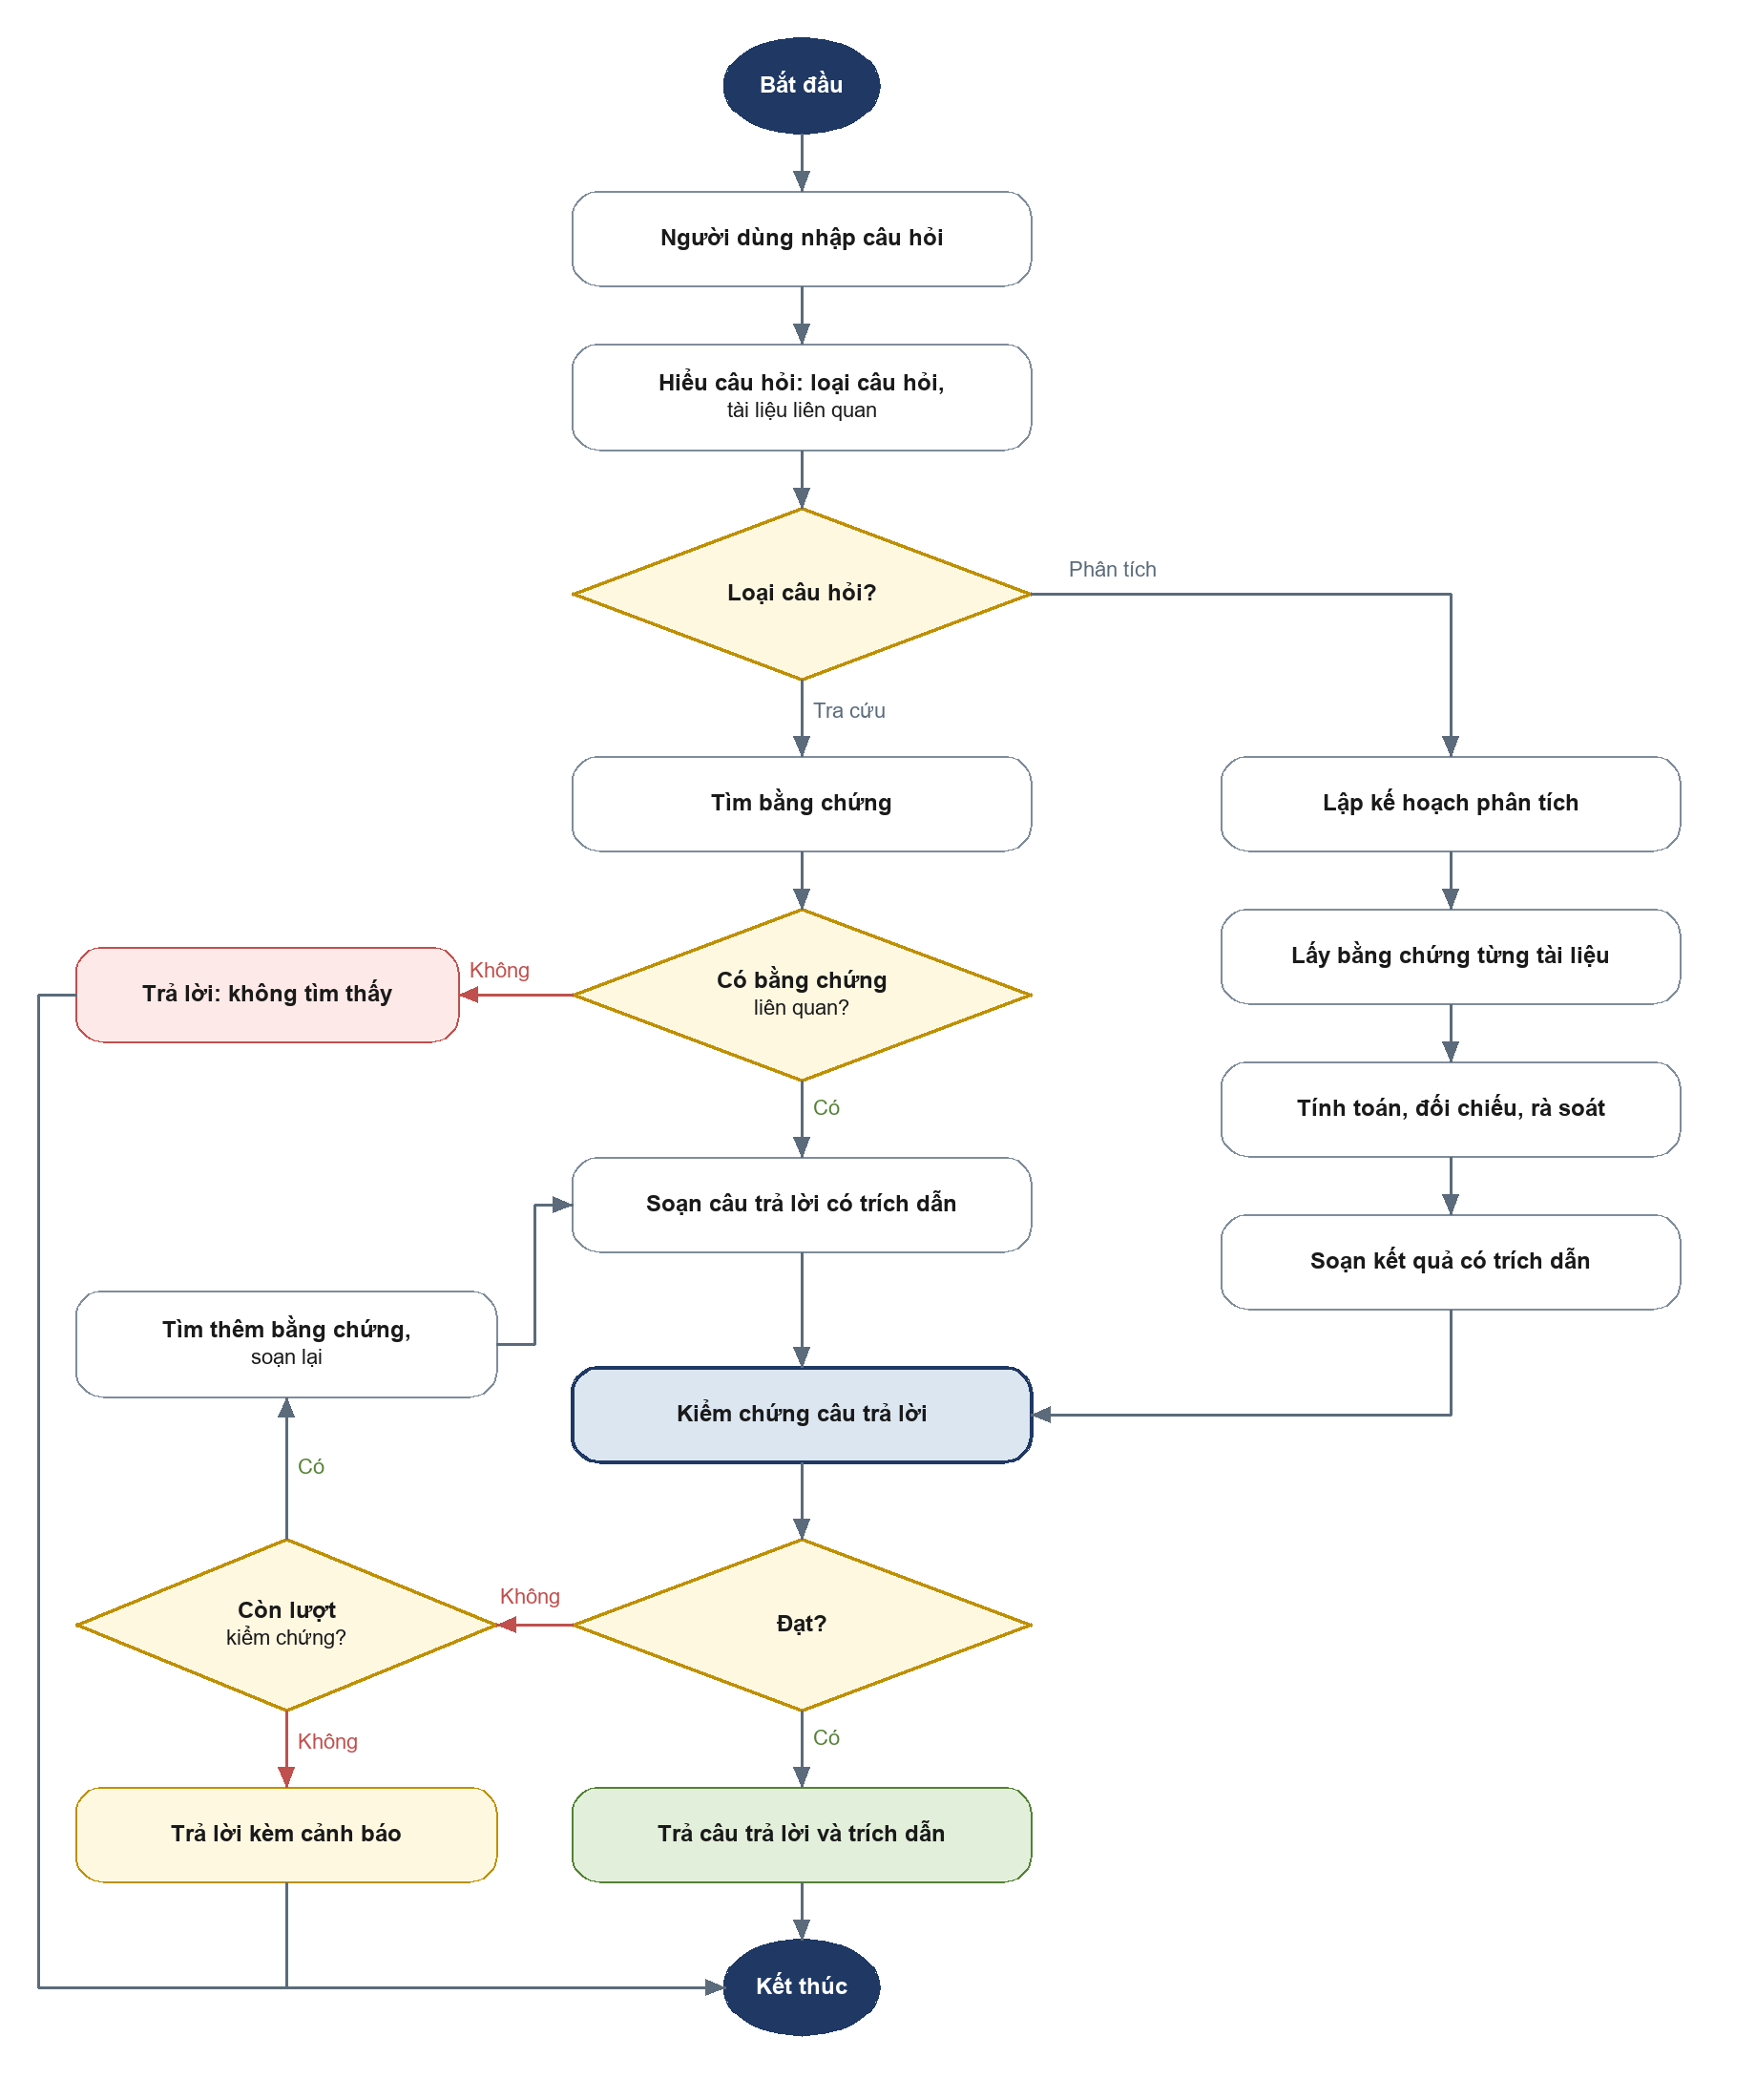 Bắt đầu
Người dùng nhập câu hỏi
Hiểu câu hỏi: loại câu hỏi,
tài liệu liên quan
Loại câu hỏi?
Phân tích
Tra cứu
Tìm bằng chứng
Lập kế hoạch phân tích
Trả lời: không tìm thấy
Không
Có bằng chứng
liên quan?
Lấy bằng chứng từng tài liệu
Có
Tính toán, đối chiếu, rà soát
Soạn câu trả lời có trích dẫn
Soạn kết quả có trích dẫn
Tìm thêm bằng chứng,
soạn lại
Kiểm chứng câu trả lời
Có
Còn lượt
kiểm chứng?
Không
Đạt?
Không
Có
Trả lời kèm cảnh báo
Trả câu trả lời và trích dẫn
Kết thúc